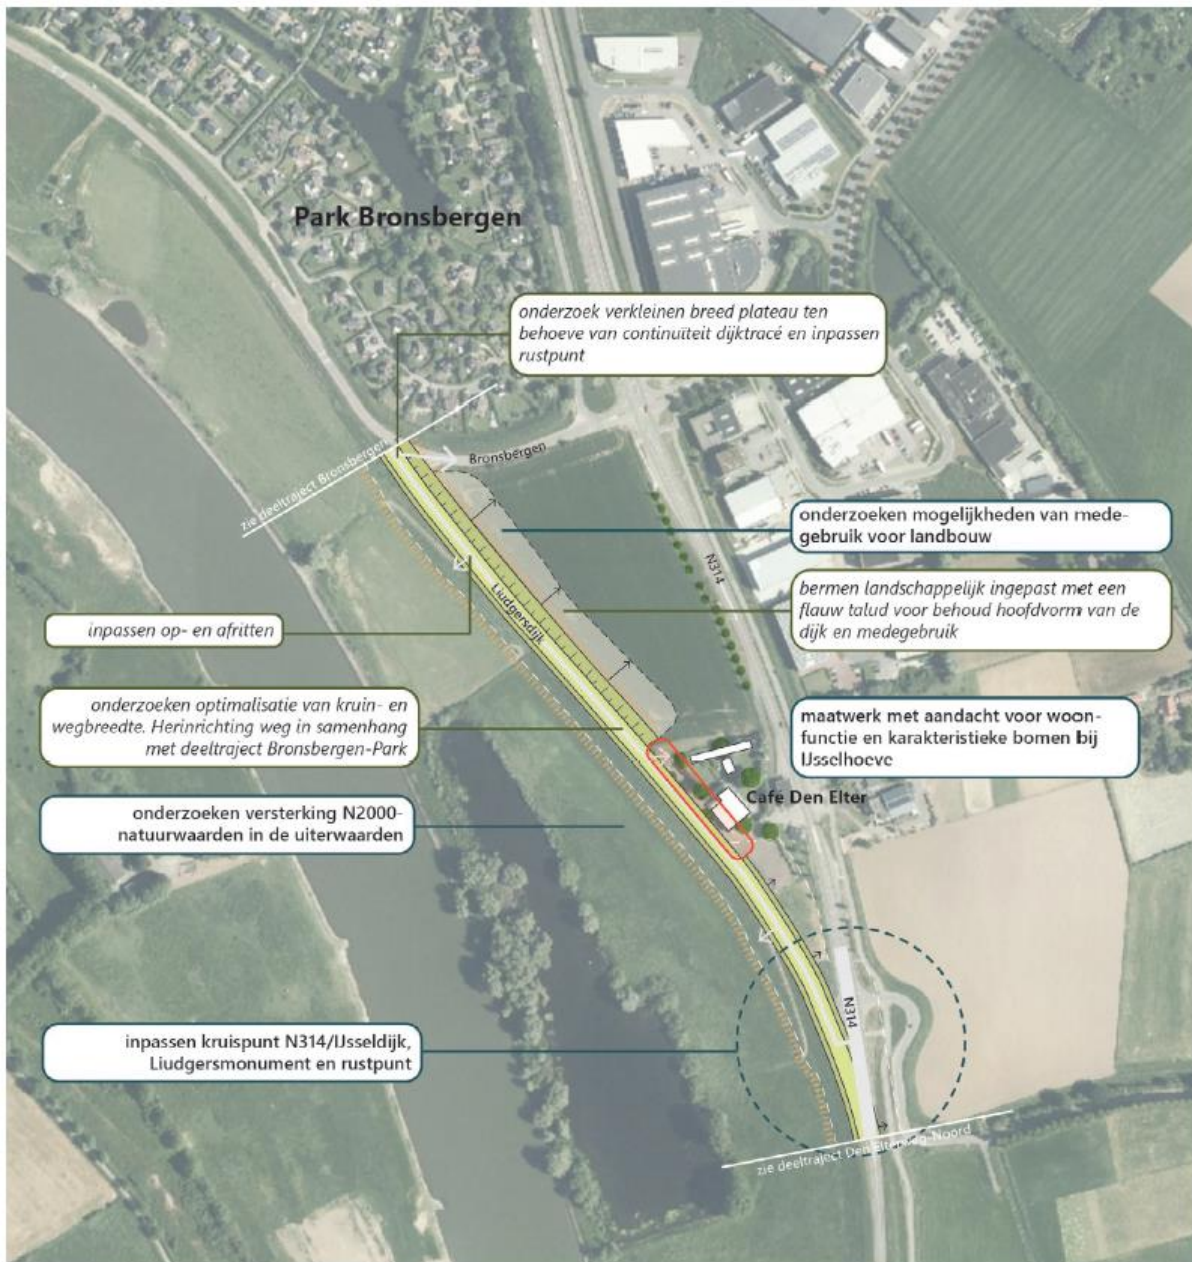 Park Bronsbergen
onderzoek verkleinen breed plateau ten
behoeve van continuïteit dijktracé en inpassen
rustpunt
zie deeltraject Bronsbergen
Bronsbergen
onderzoeken mogelijkheden van mede-
gebruik voor landbouw
N314
bermen landschappelijk ingepast met een
flauw talud voor behoud hoofdvorm van de
dijk en medegebruik
Liudgersdijk
inpassen op- en afritten
onderzoeken optimalisatie van kruin- en
wegbreedte. Herinrichting weg in samenhang
met deeltraject Bronsbergen-Park
maatwerk met aandacht voor woon-
functie en karakteristieke bomen bij
IJsselhoeve
Café Den Elter
onderzoeken versterking N2000-
natuurwaarden in de uiterwaarden
N314
inpassen kruispunt N314/IJsseldijk,
Liudgersmonument en rustpunt
zie deeltraject Den Elterweg-Noord